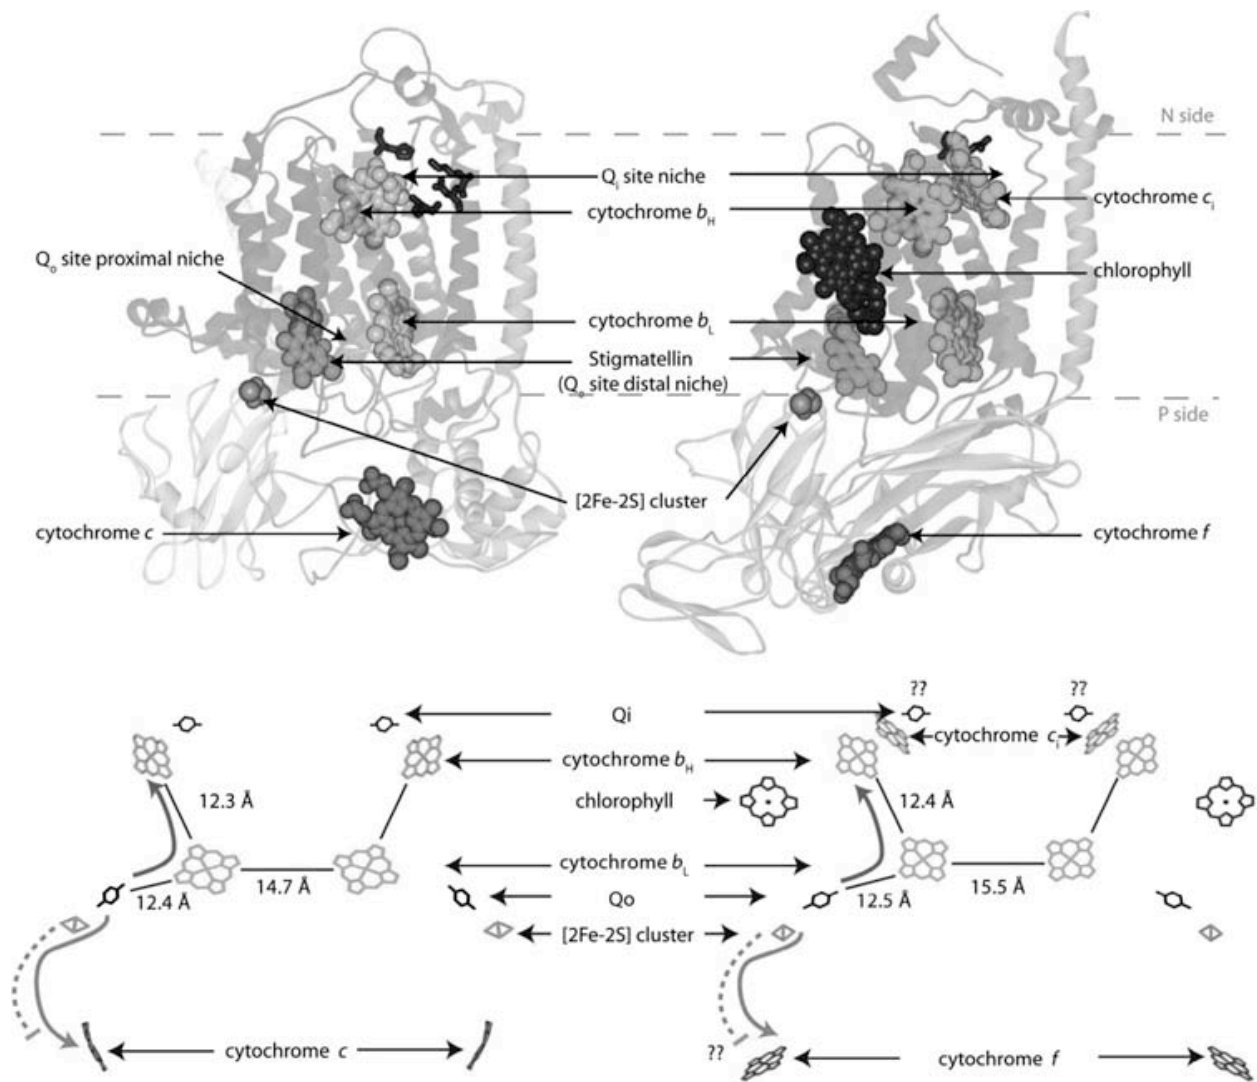 N side
Qi site niche
cytochrome bH
cytochrome ci
Qo site proximal niche
chlorophyll
cytochrome bL
Stigmatellin
(Qo site distal niche)
P side
[2Fe-2S] cluster
cytochrome c
cytochrome f
?? ??
Qi
cytochrome ci
cytochrome bH
12.3 Å
chlorophyll
12.4 Å
cytochrome bL
14.7 Å
15.5 Å
12.4 Å
Qo
12.5 Å
[2Fe-2S] cluster
??
cytochrome c
cytochrome f